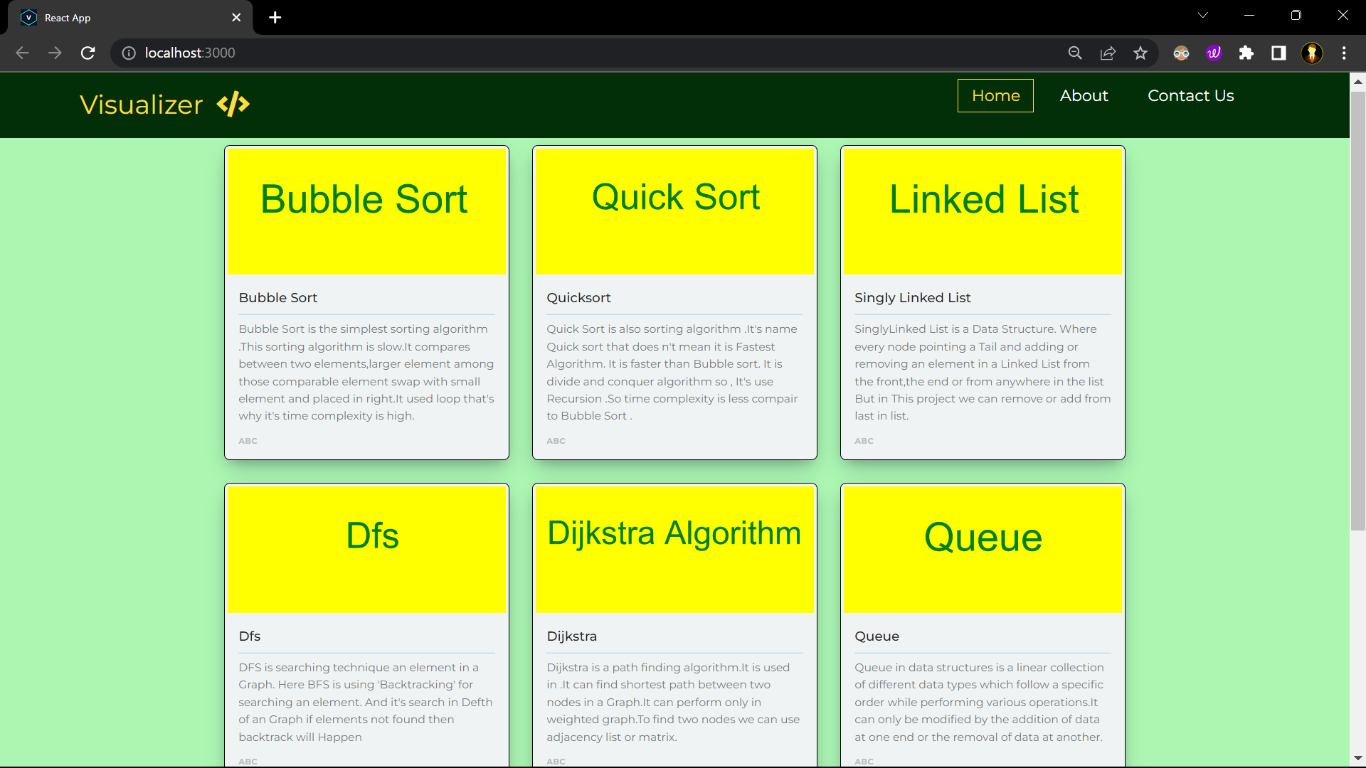 React App
localhost:3000
Visualizer </>
Home About Contact Us
Bubble Sort
Bubble Sort
Bubble Sort is the simplest sorting algorithm
.This sorting algorithm is slow.It compares
between two elements,larger element among
those comparable element swap with small
element and placed in right.It used loop that's
why it's time complexity is high.
ABC
Quick Sort
Quicksort
Quick Sort is also sorting algorithm .It's name
Quick sort that does n't mean it is Fastest
Algorithm. It is faster than Bubble sort. It is
divide and conquer algorithm so , It's use
Recursion .So time complexity is less compair
to Bubble Sort .
ABC
Linked List
Singly Linked List
SinglyLinked List is a Data Structure. Where
every node pointing a Tail and adding or
removing an element in a Linked List from
the front,the end or from anywhere in the list
But in This project we can remove or add from
last in list.
ABC
Dfs
Dfs
DFS is searching technique an element in a
Graph. Here BFS is using 'Backtracking' for
searching an element. And it's search in Defth
of an Graph if elements not found then
backtrack will Happen
ABC
Dijkstra Algorithm
Dijkstra
Dijkstra is a path finding algorithm.It is used
in .It can find shortest path between two
nodes in a Graph.It can perform only in
weighted graph.To find two nodes we can use
adjacency list or matrix.
ABC
Queue
Queue
Queue in data structures is a linear collection
of different data types which follow a specific
order while performing various operations.It
can only be modified by the addition of data
at one end or the removal of data at another.
ABC